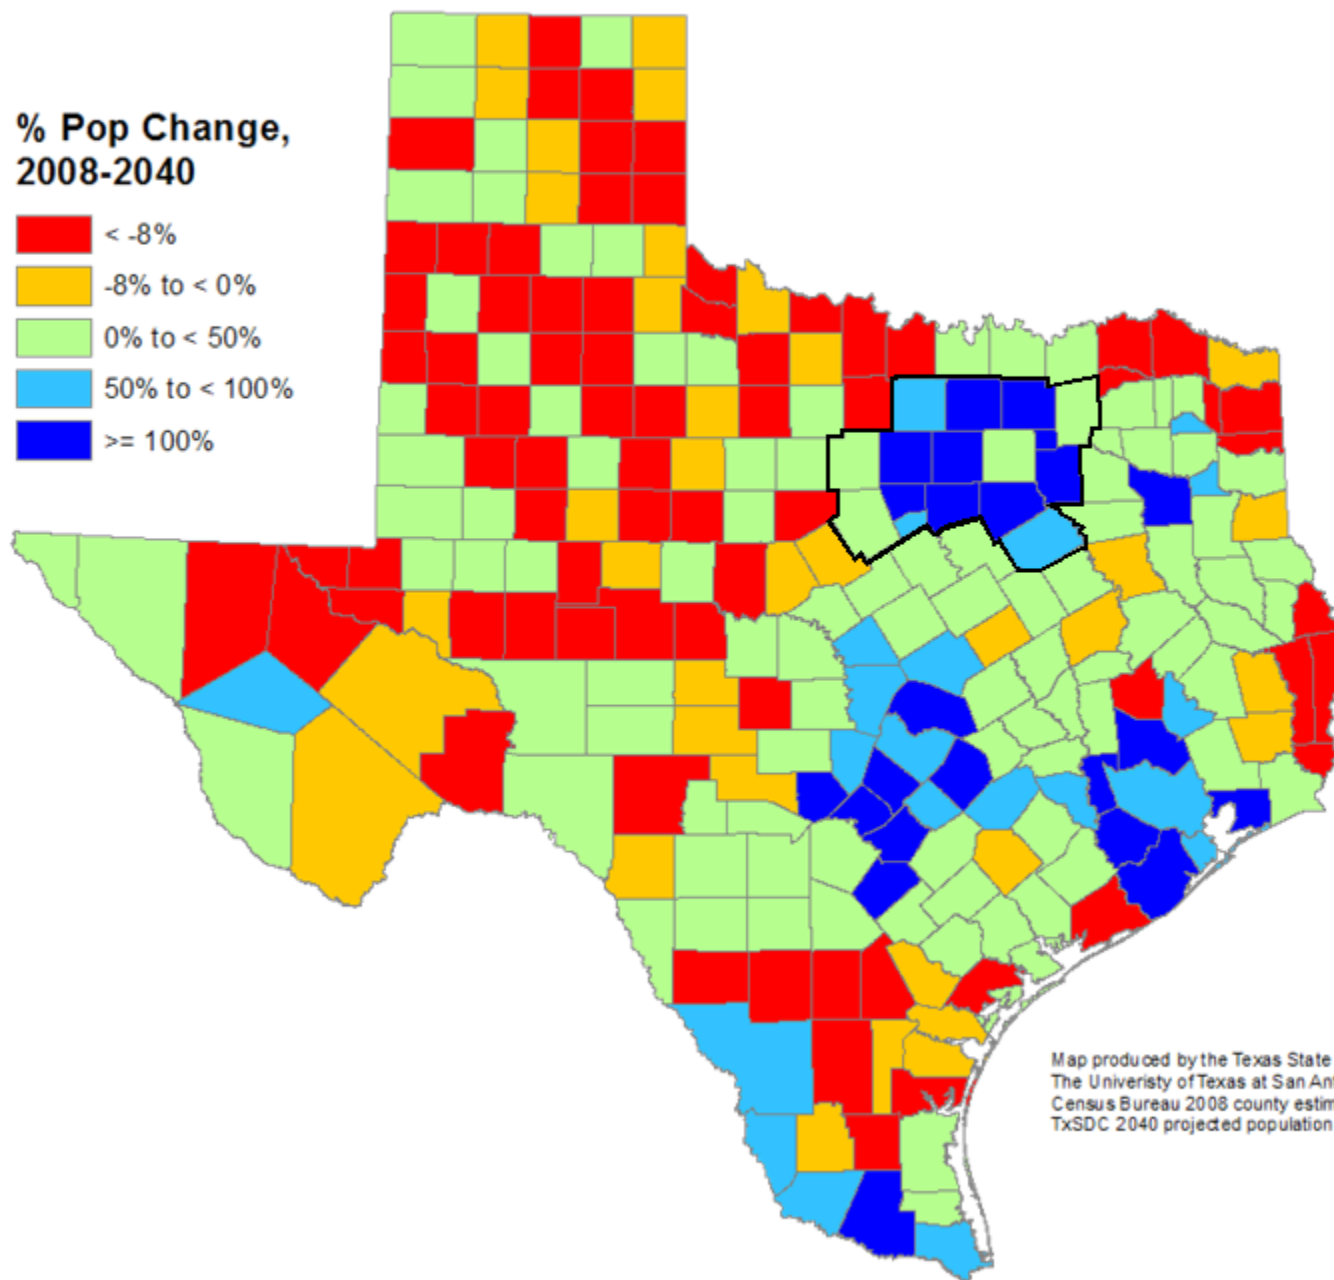 % Pop Change,
2008-2040
< -8%
-8% to < 0%
0% to < 50%
50% to < 100%
>= 100%
Map produced by the Texas State
The Univeristy of Texas at San
Census Bureau 2008 county
TxSDC 2040 projected population